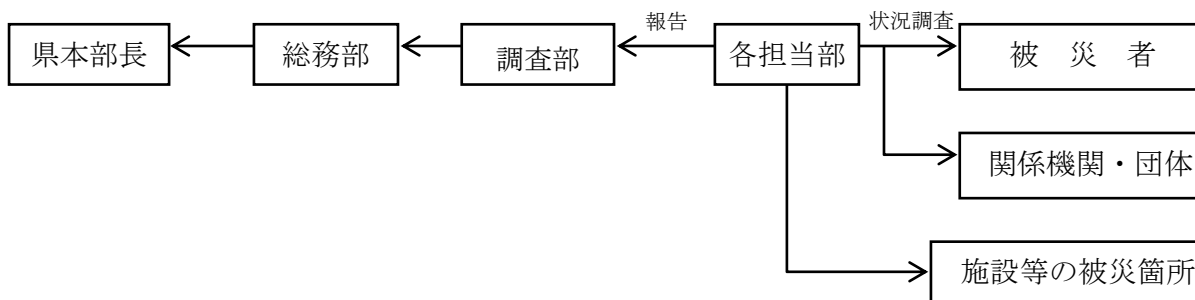 報告
状況調査
県本部長
総務部
調査部
各担当部
被 災 者
関係機関・団体
施設等の被災箇所